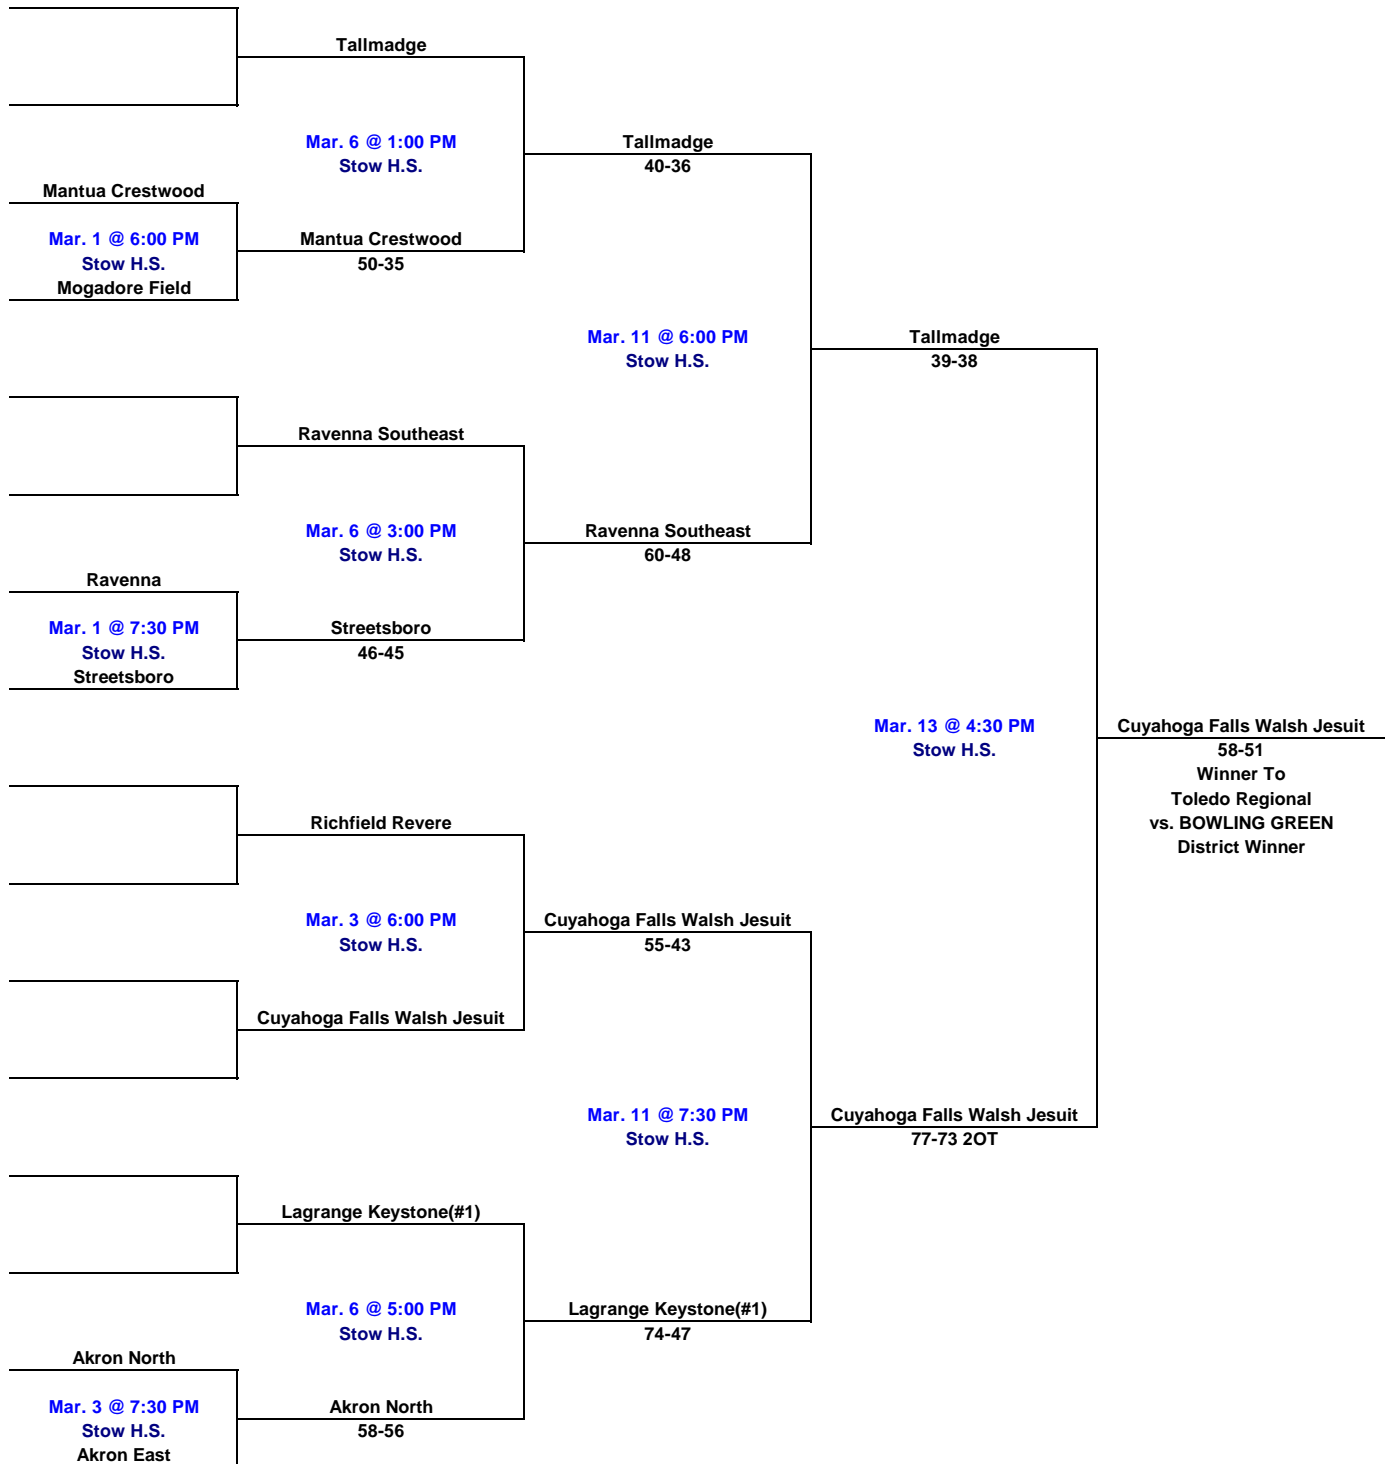 Tallmadge
Mar. 6 @ 1:00 PM
Stow H.S.
Tallmadge
40-36
Mantua Crestwood
Mar. 1 @ 6:00 PM
Stow H.S.
Mogadore Field
Mantua Crestwood
50-35
Mar. 11 @ 6:00 PM
Stow H.S.
Tallmadge
39-38
Ravenna Southeast
Mar. 6 @ 3:00 PM
Stow H.S.
Ravenna Southeast
60-48
Ravenna
Mar. 1 @ 7:30 PM
Stow H.S.
Streetsboro
Streetsboro
46-45
Mar. 13 @ 4:30 PM
Stow H.S.
Cuyahoga Falls Walsh Jesuit
58-51
Winner To
Toledo Regional
vs. BOWLING GREEN
District Winner
Richfield Revere
Mar. 3 @ 6:00 PM
Stow H.S.
Cuyahoga Falls Walsh Jesuit
55-43
Cuyahoga Falls Walsh Jesuit
Mar. 11 @ 7:30 PM
Stow H.S.
Cuyahoga Falls Walsh Jesuit
77-73 2OT
Lagrange Keystone(#1)
Mar. 6 @ 5:00 PM
Stow H.S.
Lagrange Keystone(#1)
74-47
Akron North
Mar. 3 @ 7:30 PM
Stow H.S.
Akron East
Akron North
58-56